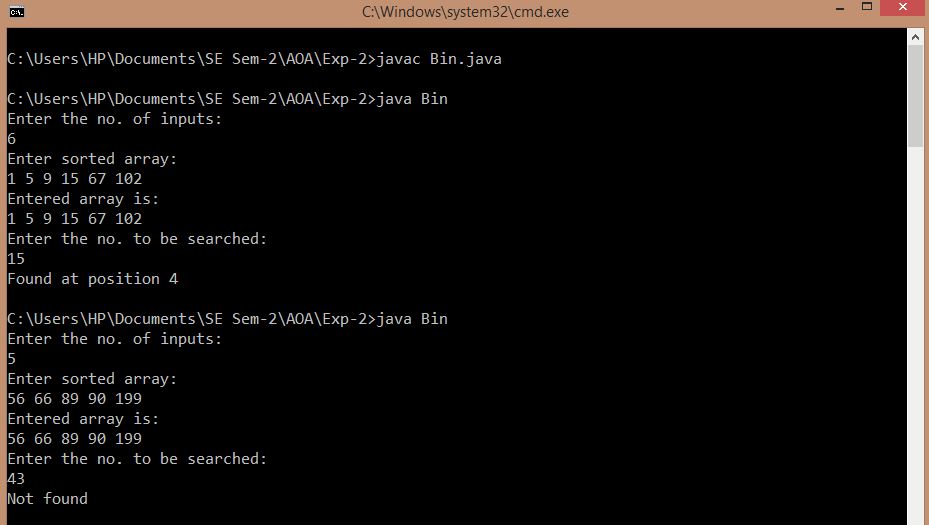 C:\Windows\system32\cmd.exe
C:\Users\HP\Documents\SE Sem-2\AOA\Exp-2>javac Bin.java
C:\Users\HP\Documents\SE Sem-2\AOA\Exp-2>java Bin
Enter the no. of inputs:
6
Enter sorted array:
1 5 9 15 67 102
Entered array is:
1 5 9 15 67 102
Enter the no. to be searched:
15
Found at position 4
C:\Users\HP\Documents\SE Sem-2\AOA\Exp-2>java Bin
Enter the no. of inputs:
5
Enter sorted array:
56 66 89 90 199
Entered array is:
56 66 89 90 199
Enter the no. to be searched:
43
Not found